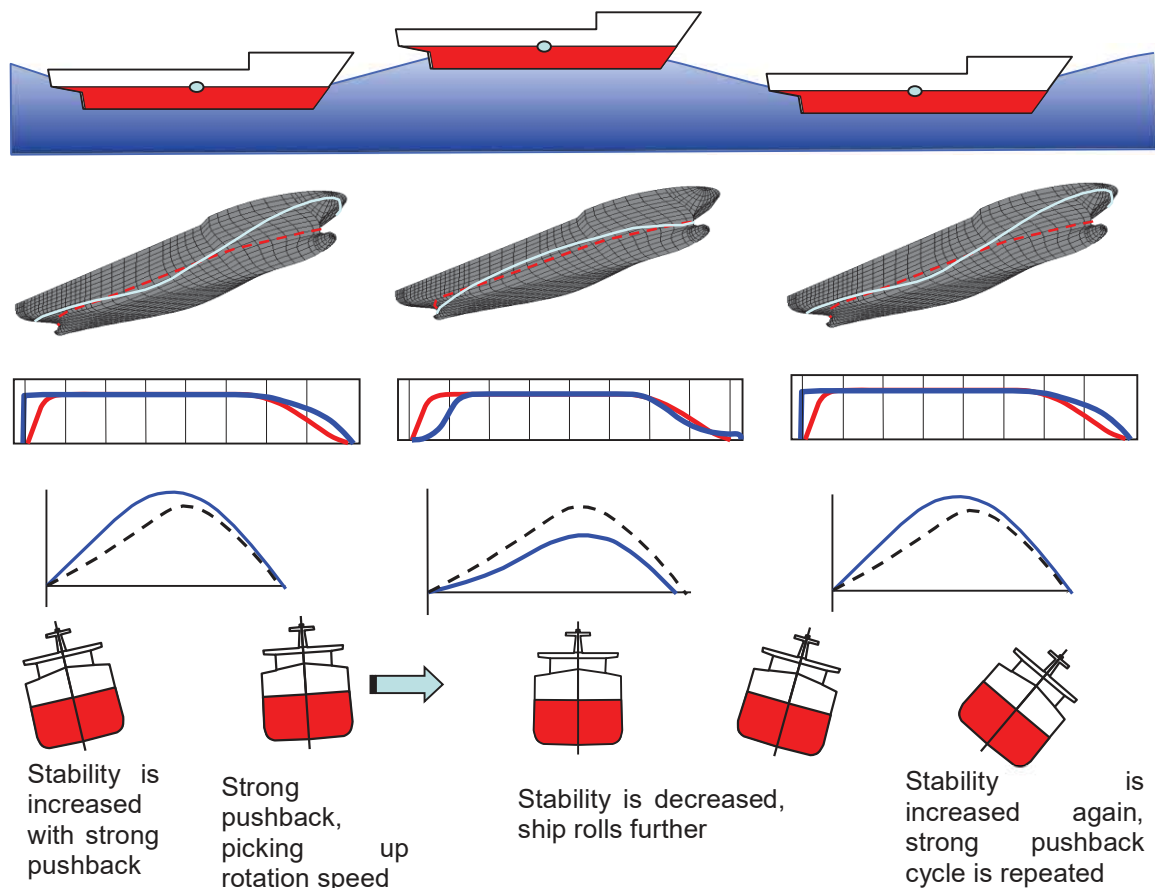 Stability is
increased
with strong
pushback
Strong
pushback,
picking up
rotation speed
Stability is decreased,
ship rolls further
Stability is
increased again,
strong pushback
cycle is repeated